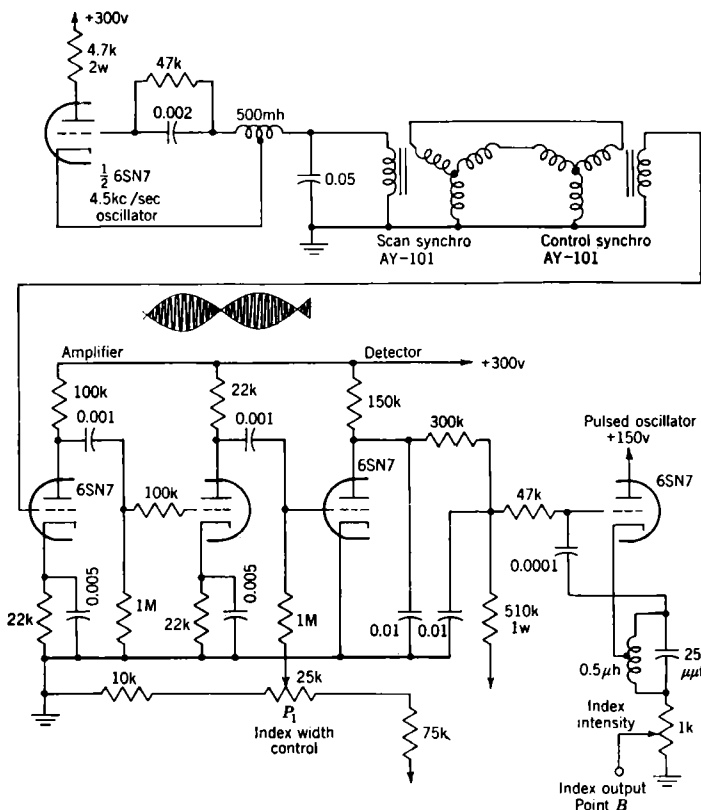 +300v
4.7k
2w
47k
0.002
500mh
½ 6SN7
4.5kc/sec
oscillator
0.05
Scan synchro
AY-101
Control synchro
AY-101
Amplifier
Detector
+300v
100k
0.001
22k
0.001
150k
300k
Pulsed oscillator
+150v
6SN7
100k
6SN7
6SN7
47k
0.0001
0.005
0.005
22k
1M
22k
1M
0.01
0.01
510k
1w
0.5μh
25
μμf
10k
25k
P₁
Index width
control
75k
Index
intensity
1k
Index output
Point B